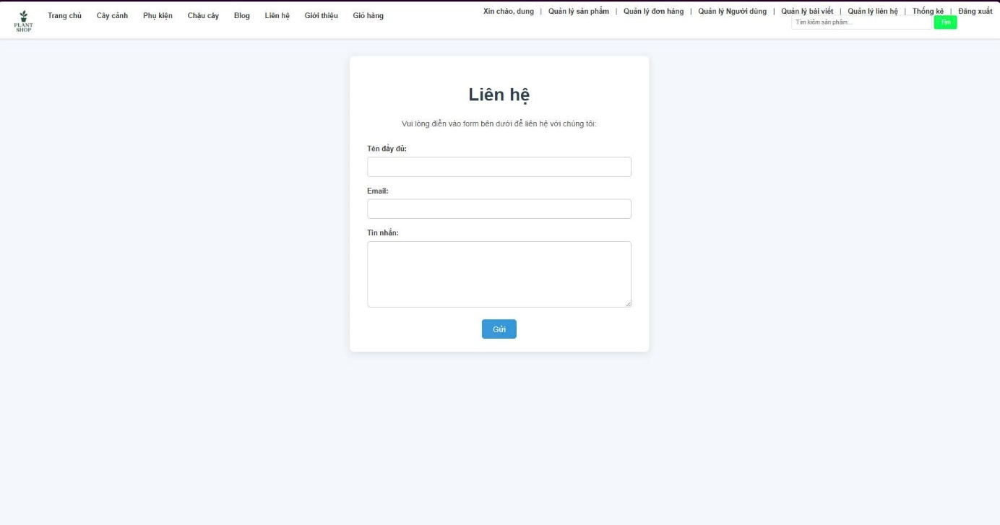 PLANT
SHOP
Trang chủ Cây cảnh Phụ kiện Chậu cây Blog Liên hệ Giới thiệu Giỏ hàng
Xin chào, dung | Quản lý sản phẩm | Quản lý đơn hàng | Quản lý Người dùng | Quản lý bài viết | Quản lý liên hệ | Thống kê | Đăng xuất
Tìm kiếm sản phẩm... Tìm
Liên hệ
Vui lòng điền vào form bên dưới để liên hệ với chúng tôi:
Tên đầy đủ:
Email:
Tin nhắn:
Gửi